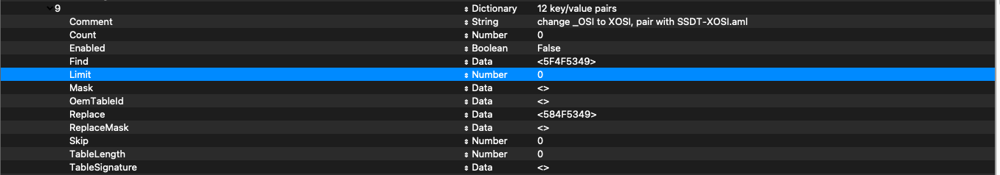 9 Dictionary 12 key/value pairs
Comment String change _OSI to XOSI, pair with SSDT-XOSI.aml
Count Number 0
Enabled Boolean False
Find Data <5F4F5349>
Limit Number 0
Mask Data <>
OemTableId Data <>
Replace Data <584F5349>
ReplaceMask Data <>
Skip Number 0
TableLength Number 0
TableSignature Data <>